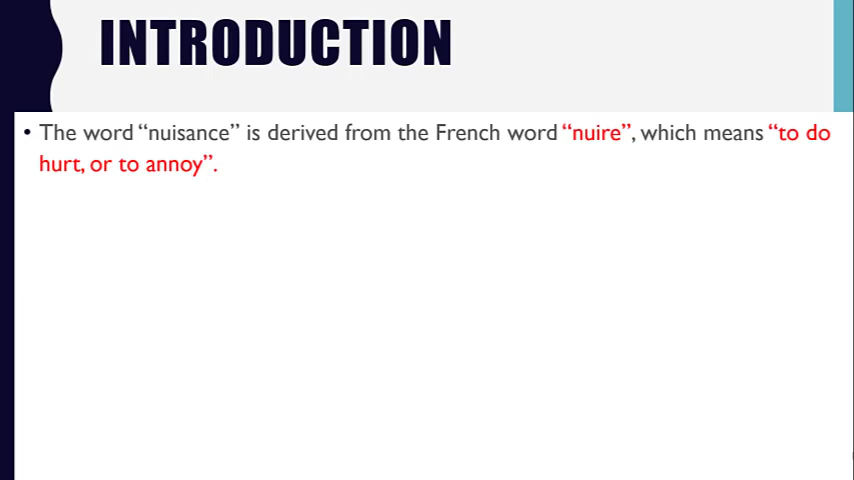 INTRODUCTION
• The word “nuisance” is derived from the French word “nuire”, which means “to do
hurt, or to annoy”.